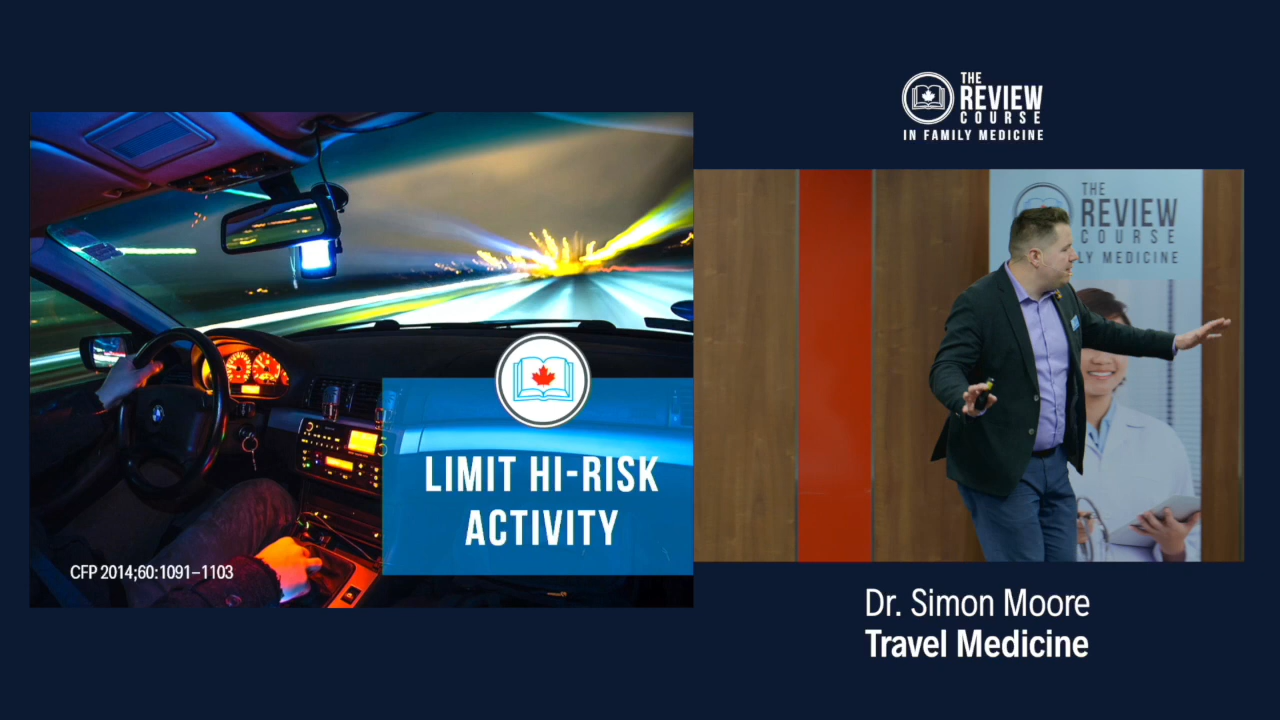 LIMIT HI-RISK
ACTIVITY
CFP 2014;60:1091–1103
THE
REVIEW
COURSE
IN FAMILY MEDICINE
THE
REVIEW
COURSE
LY MEDICINE
Dr. Simon Moore
Travel Medicine